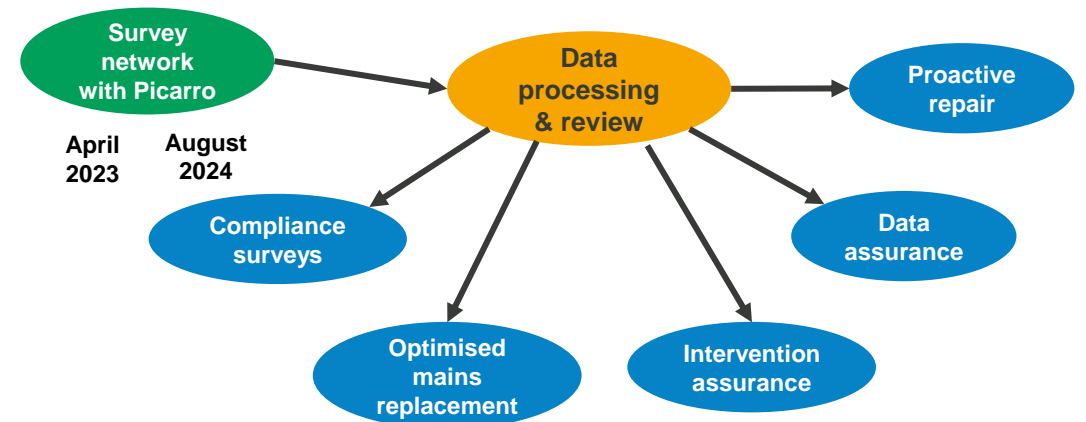 Survey
network
with Picarro
April
2023
August
2024
Data
processing
& review
Proactive
repair
Compliance
surveys
Data
assurance
Optimised
mains
replacement
Intervention
assurance